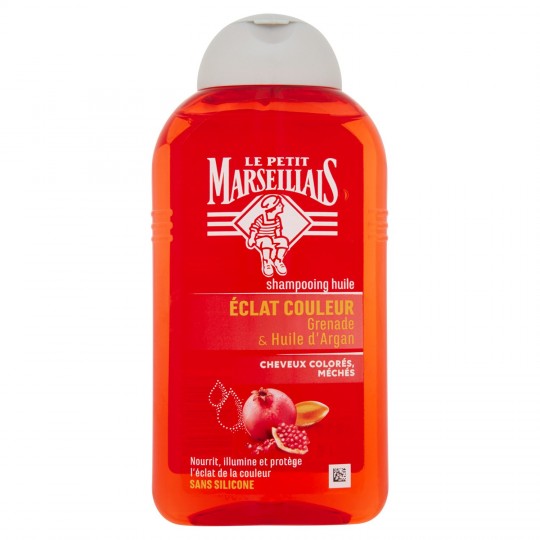 LE PETIT
MARSEILLAIS
shampooing huile
ÉCLAT COULEUR
Grenade
& Huile d'Argan
CHEVEUX COLORÉS,
MÉCHÉS
Nourrit, illumine et protège
l'éclat de la couleur
SANS SILICONE